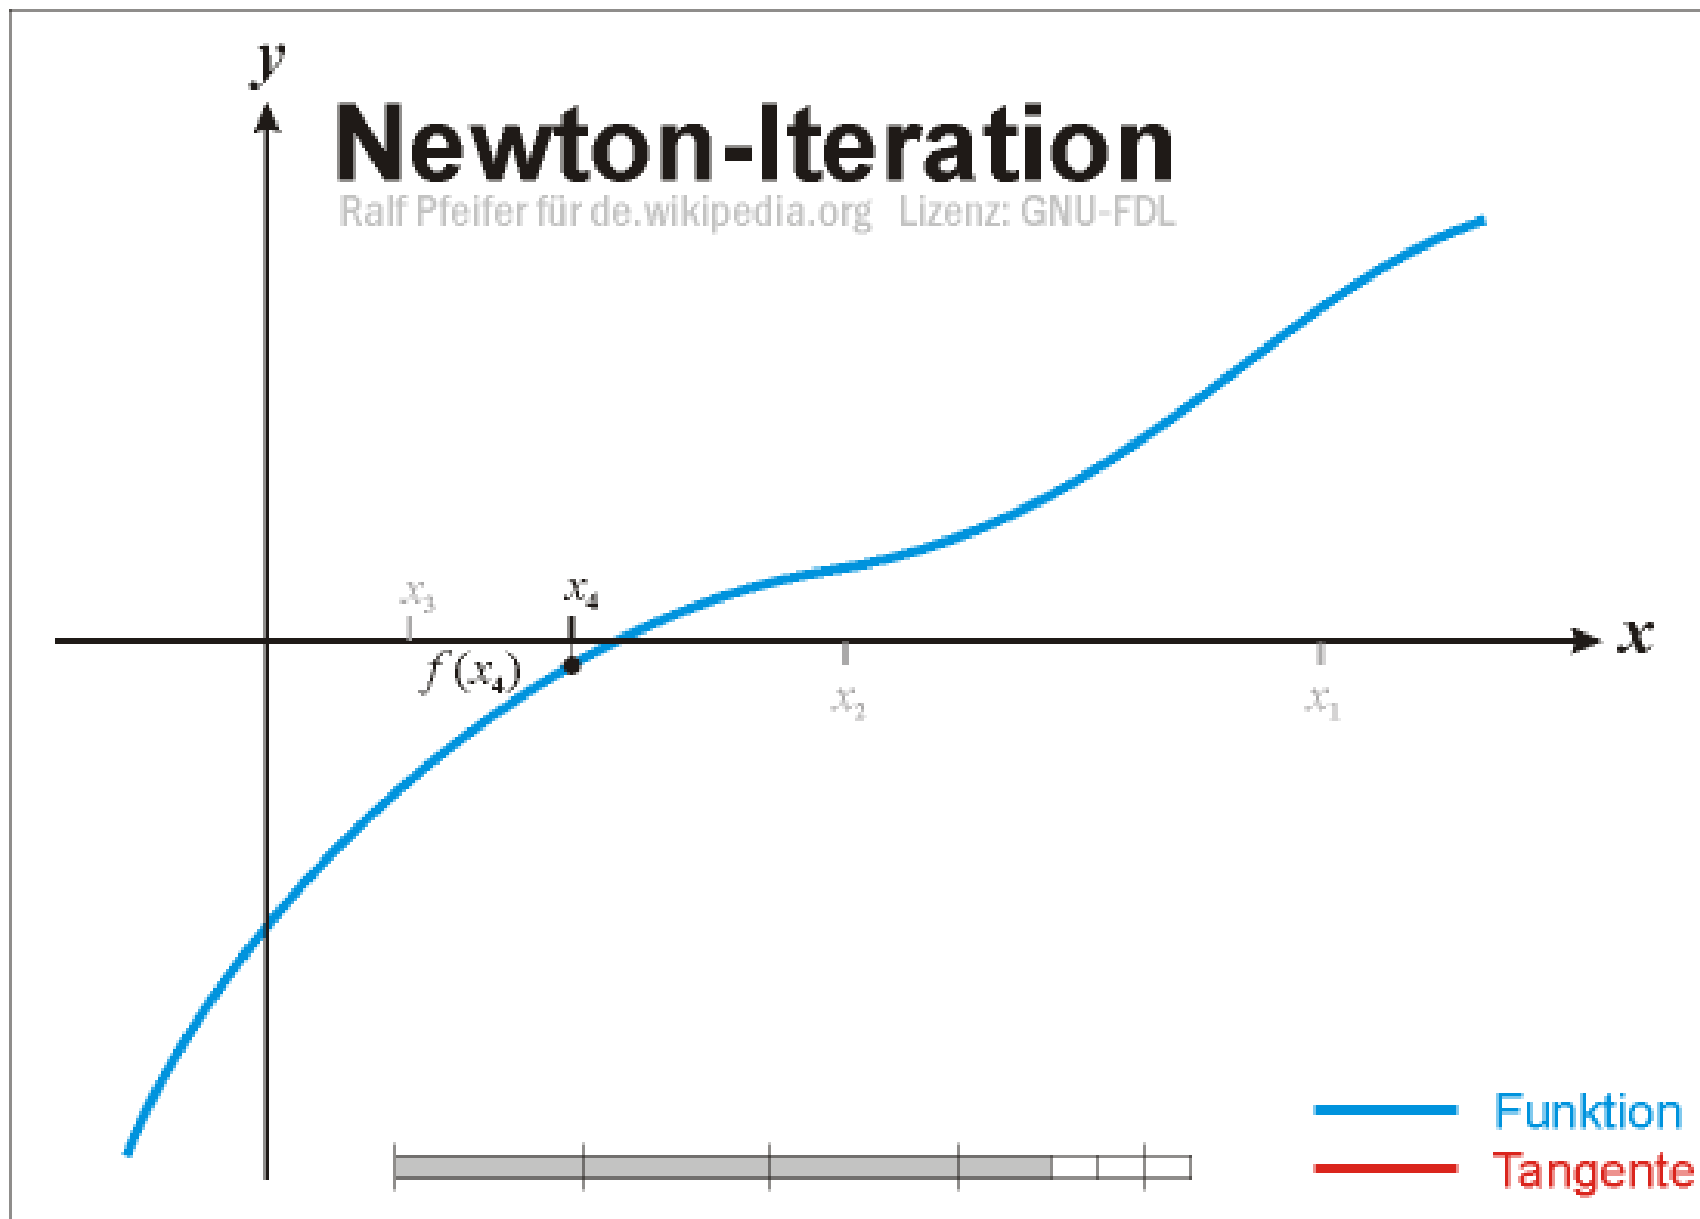 y
Newton-Iteration
Ralf Pfeifer für de.wikipedia.org Lizenz: GNU-FDL
x₃ x₄
x
f(x₄)
x₂ x₁
Funktion
Tangente